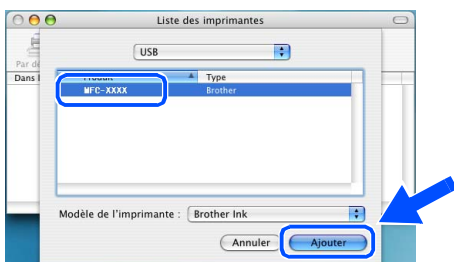 Liste des imprimantes
USB
Par dé
Dans l
Produit Type
MFC-XXXX Brother
Modèle de l'imprimante : Brother Ink
Annuler Ajouter